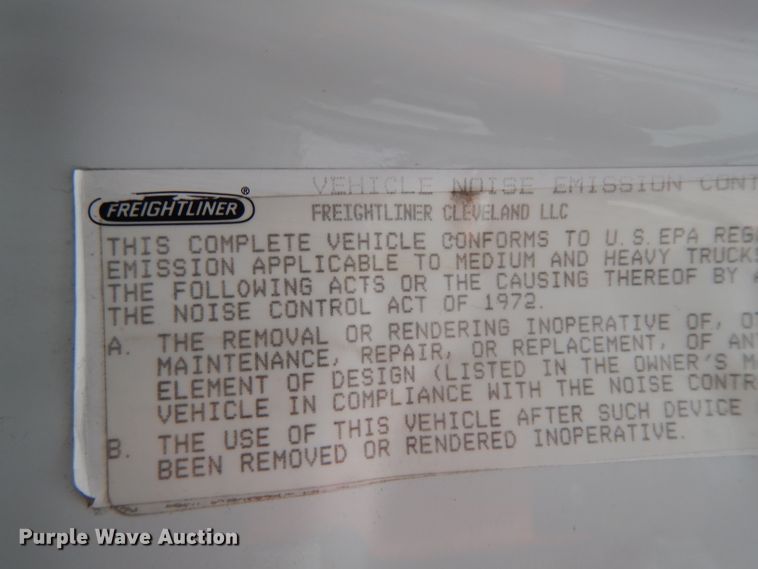 VEHICLE NOISE EMISSION CONT
FREIGHTLINER ®
FREIGHTLINER CLEVELAND LLC
THIS COMPLETE VEHICLE CONFORMS TO U.S.EPA REG
EMISSION APPLICABLE TO MEDIUM AND HEAVY TRUCKS
THE FOLLOWING ACTS OR THE CAUSING THEREOF BY A
THE NOISE CONTROL ACT OF 1972.
A. THE REMOVAL OR RENDERING INOPERATIVE OF, OT
MAINTENANCE, REPAIR, OR REPLACEMENT, OF ANY
ELEMENT OF DESIGN (LISTED IN THE OWNER'S MA
VEHICLE IN COMPLIANCE WITH THE NOISE CONTR
B. THE USE OF THIS VEHICLE AFTER SUCH DEVICE
BEEN REMOVED OR RENDERED INOPERATIVE.
Purple Wave Auction